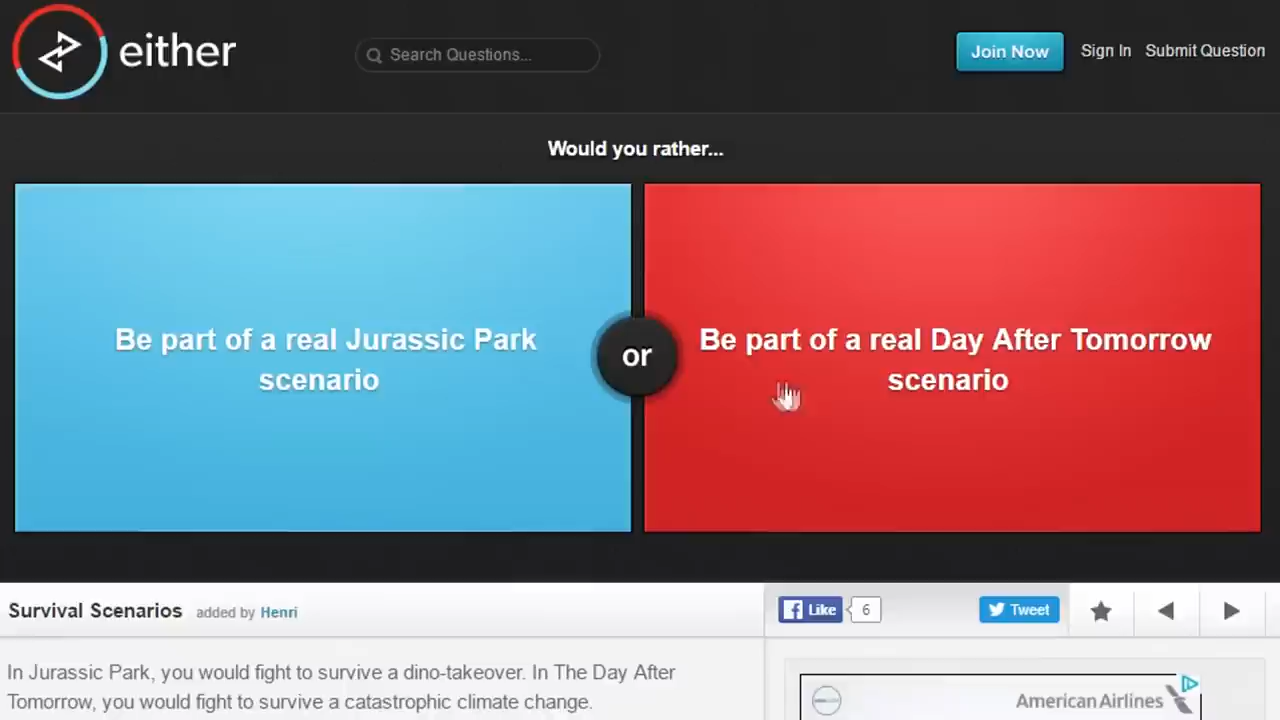 either
Search Questions...
Join Now
Sign In
Submit Question
Would you rather...
Be part of a real Jurassic Park
scenario
or
Be part of a real Day After Tomorrow
scenario
Survival Scenarios added by Henri
Like
6
Tweet
In Jurassic Park, you would fight to survive a dino-takeover. In The Day After
Tomorrow, you would fight to survive a catastrophic climate change.
American Airlines